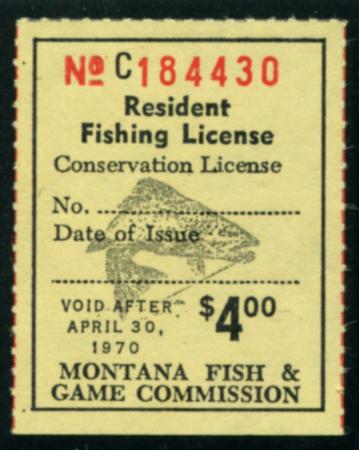 Nº C184430
Resident
Fishing License
Conservation License
No. ........................
Date of Issue
........................
VOID AFTER
APRIL 30,
1970
$4.00
MONTANA FISH &
GAME COMMISSION